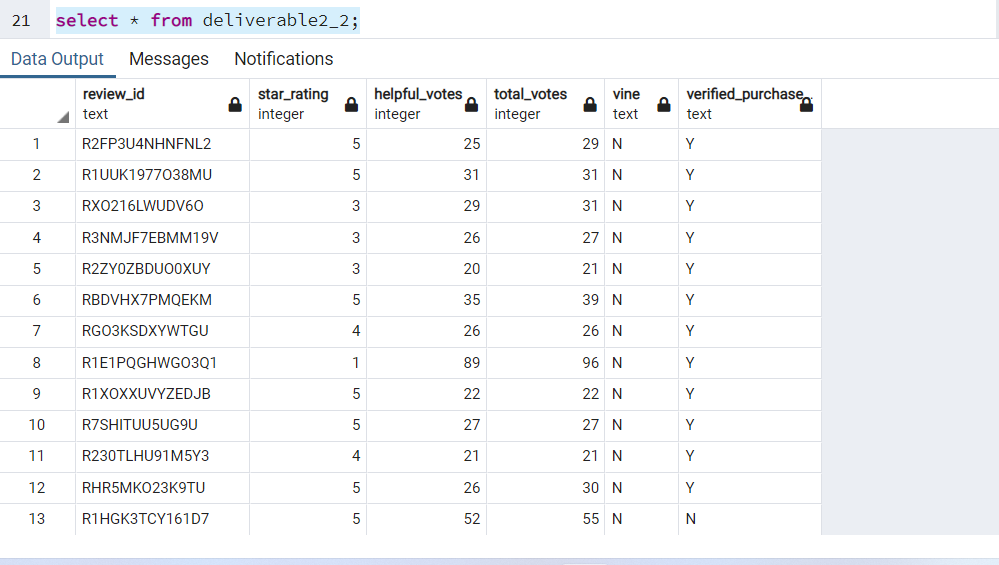 21 select * from deliverable2_2;
Data Output Messages Notifications
review_id star_rating helpful_votes total_votes vine verified_purchase
text integer integer integer text text
1 R2FP3U4NHNFNL2 5 25 29 N Y
2 R1UUK1977O38MU 5 31 31 N Y
3 RXO216LWUDV6O 3 29 31 N Y
4 R3NMJF7EBMM19V 3 26 27 N Y
5 R2ZY0ZBDUO0XUY 3 20 21 N Y
6 RBDVHX7PMQEKM 5 35 39 N Y
7 RGO3KSDXYWTGU 4 26 26 N Y
8 R1E1PQGHWGO3Q1 1 89 96 N Y
9 R1XOXXUVYZEDJB 5 22 22 N Y
10 R7SHITUU5UG9U 5 27 27 N Y
11 R230TLHU91M5Y3 4 21 21 N Y
12 RHR5MKO23K9TU 5 26 30 N Y
13 R1HGK3TCY161D7 5 52 55 N N